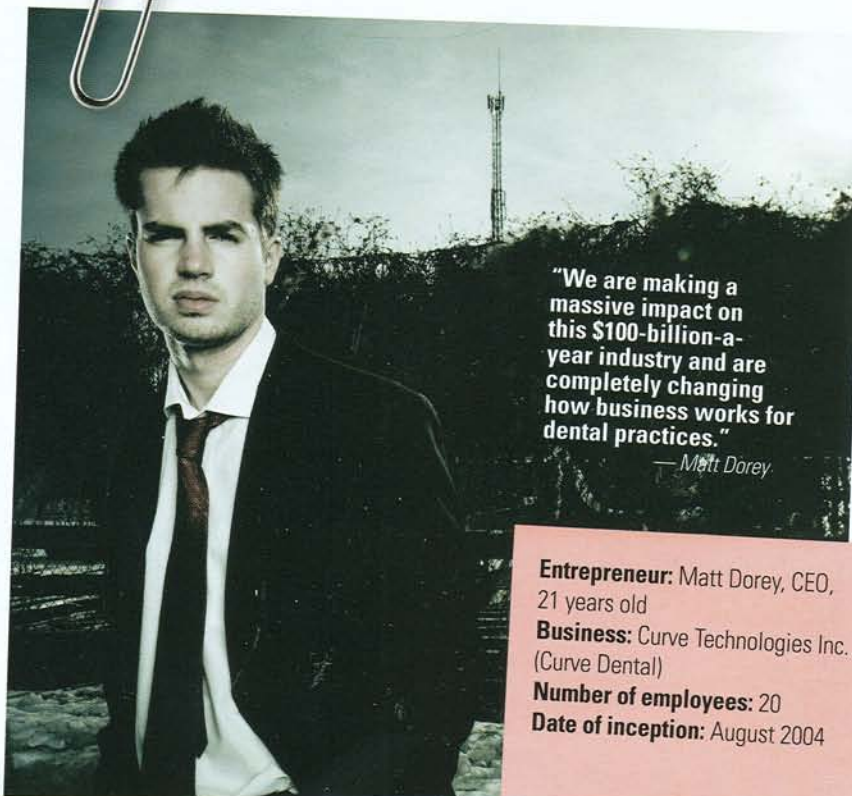 “We are making a
massive impact on
this $100-billion-a-
year industry and are
completely changing
how business works for
dental practices.”
— Matt Dorey
Entrepreneur: Matt Dorey, CEO,
21 years old
Business: Curve Technologies Inc.
(Curve Dental)
Number of employees: 20
Date of inception: August 2004